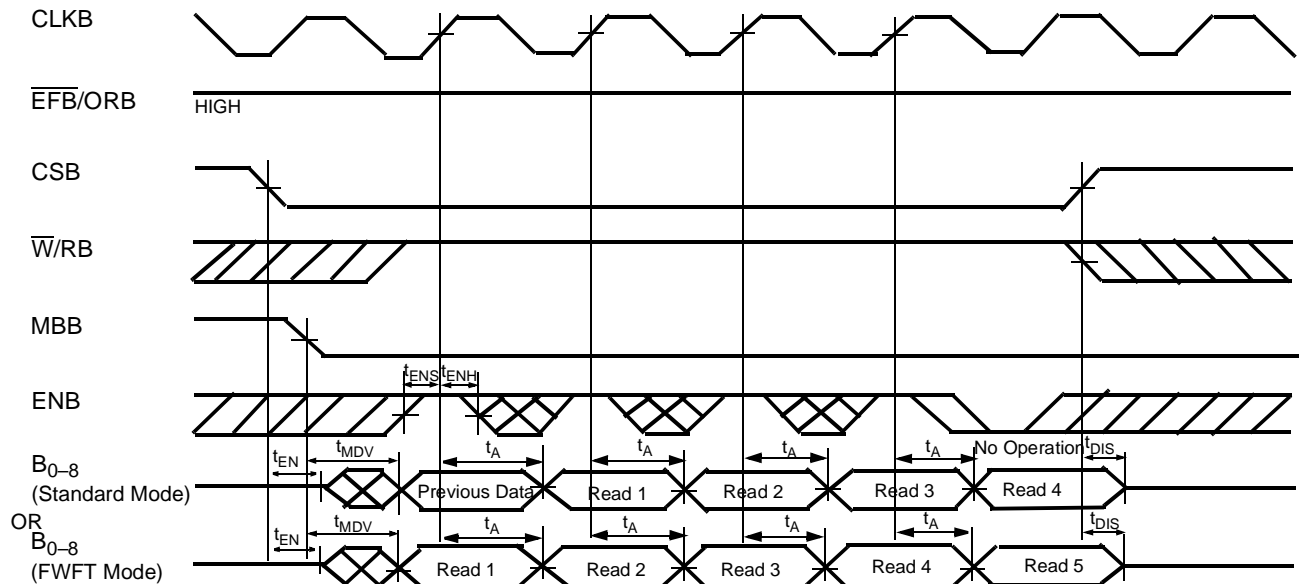 CLKB
EFB/ORB
HIGH
CSB
W/RB
MBB
tENS tENH
ENB
tMDV tA tA tA tA No Operation tDIS
tEN
B0–8
(Standard Mode)
Previous Data Read 1 Read 2 Read 3 Read 4
OR
tMDV tA tA tA tA tDIS
tEN
B0–8
(FWFT Mode)
Read 1 Read 2 Read 3 Read 4 Read 5